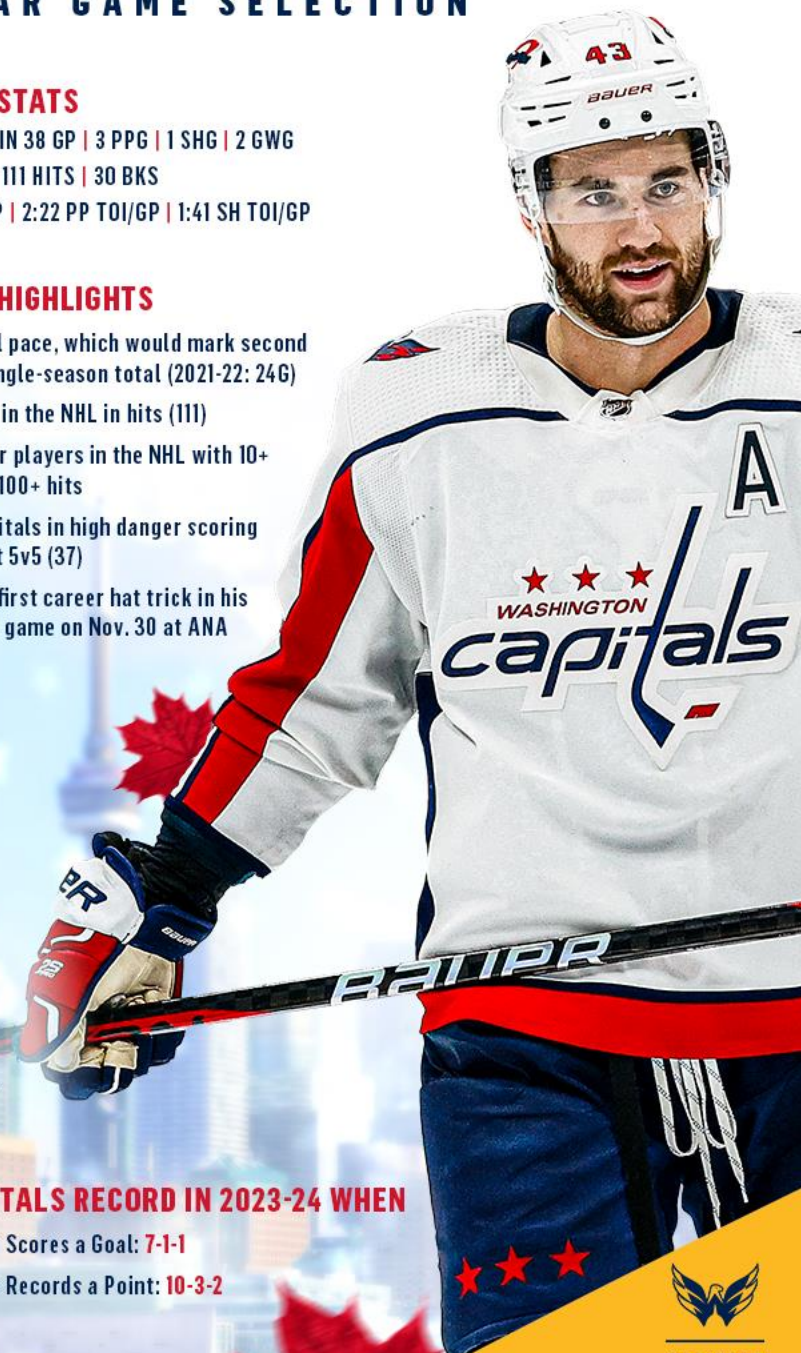 AR GAME SELECTION
43
BAUER
STATS
IN 38 GP | 3 PPG | 1 SHG | 2 GWG
111 HITS | 30 BKS
P | 2:22 PP TOI/GP | 1:41 SH TOI/GP
HIGHLIGHTS
l pace, which would mark second
ngle-season total (2021-22: 24G)
in the NHL in hits (111)
r players in the NHL with 10+
100+ hits
itals in high danger scoring
t 5v5 (37)
first career hat trick in his
game on Nov. 30 at ANA
A
WASHINGTON
capitals
ER
BAUER
BAUER
TALS RECORD IN 2023-24 WHEN
Scores a Goal: 7-1-1
Records a Point: 10-3-2